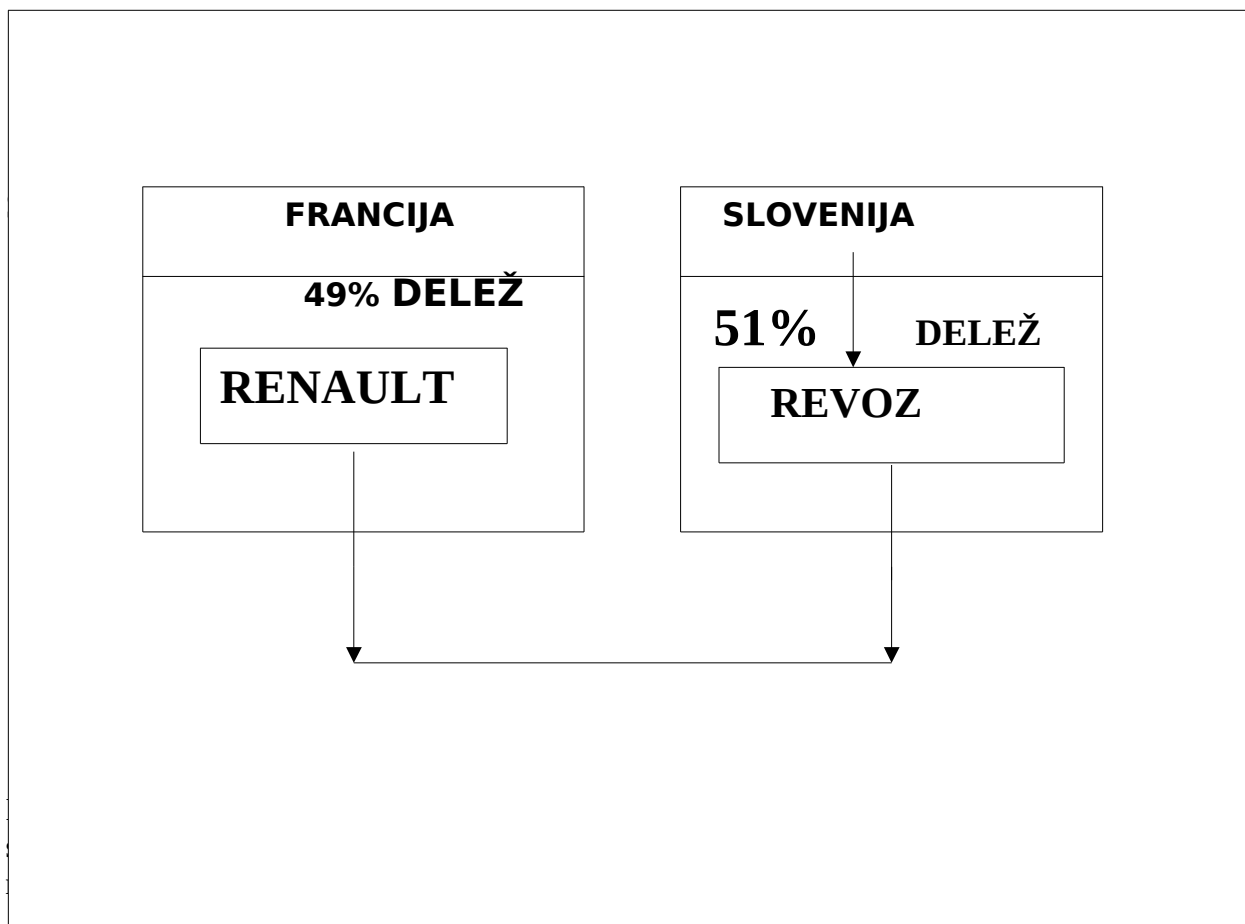 FRANCIJA
49% DELEŽ
RENAULT
SLOVENIJA
51% DELEŽ
REVOZ